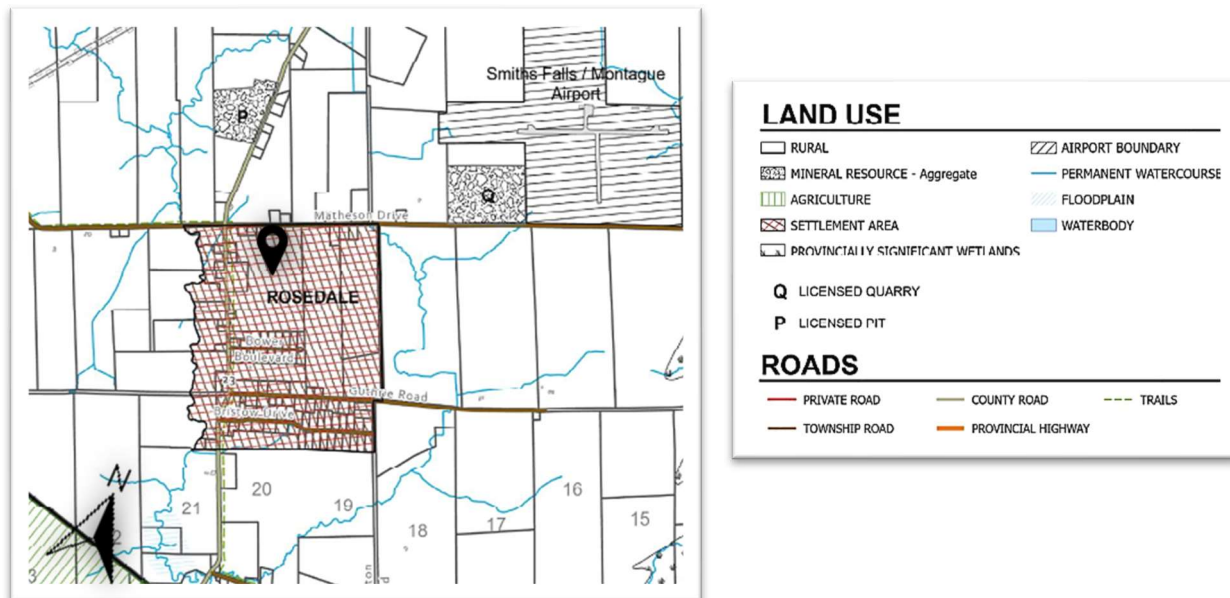 Smiths Falls / Montague
Airport
P
Q
Matheson Drive
ROSEDALE
Bowes
Boulevard
23
Guthrie Road
Bristow Drive
N
21
20
19
18
17
16
15
3
LAND USE
RURAL
MINERAL RESOURCE - Aggregate
AGRICULTURE
SETTLEMENT AREA
PROVINCIALLY SIGNIFICANT WETLANDS
AIRPORT BOUNDARY
PERMANENT WATERCOURSE
FLOODPLAIN
WATERBODY
Q LICENSED QUARRY
P LICENSED PIT
ROADS
PRIVATE ROAD
COUNTY ROAD
TRAILS
TOWNSHIP ROAD
PROVINCIAL HIGHWAY